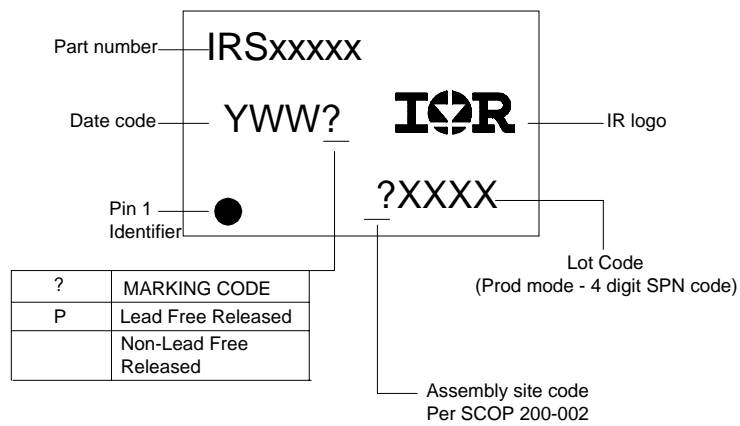 Part number
IRSxxxxx
Date code
YWW?
IOR
IR logo
?XXXX
Pin 1
Identifier
Lot Code
(Prod mode - 4 digit SPN code)
? MARKING CODE
P Lead Free Released
Non-Lead Free
Released
Assembly site code
Per SCOP 200-002